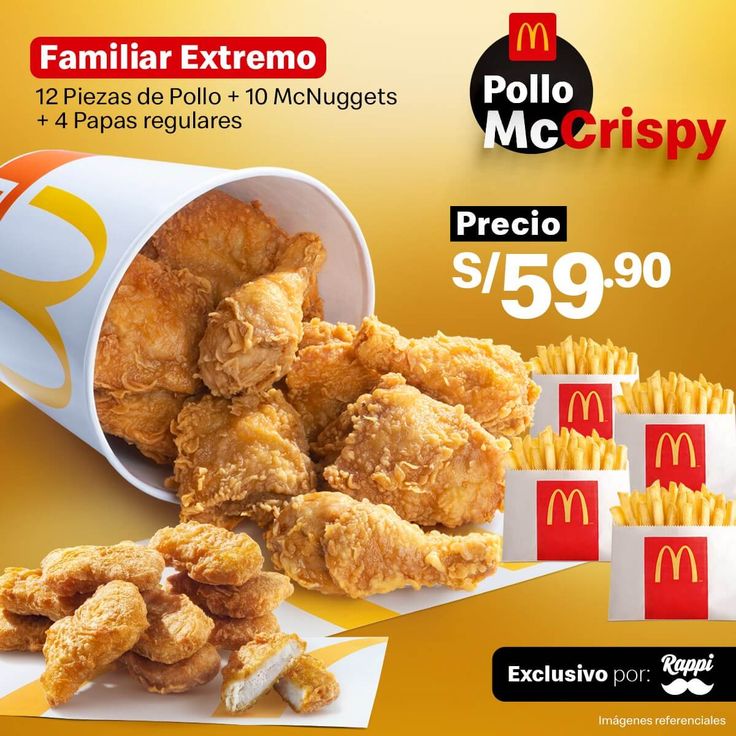 Familiar Extremo
12 Piezas de Pollo + 10 McNuggets
+ 4 Papas regulares
Pollo
McCrispy
Precio
S/59.90
Exclusivo por: Rappi
Imágenes referenciales